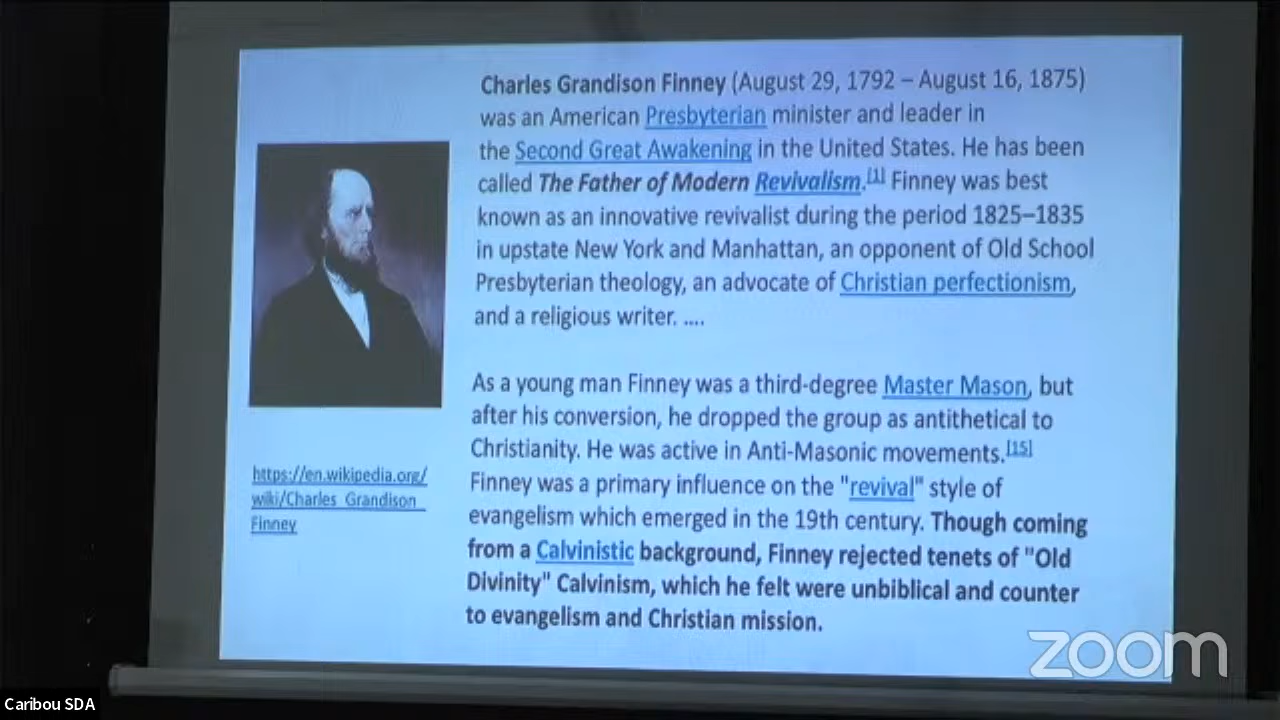 Charles Grandison Finney (August 29, 1792 – August 16, 1875)
was an American Presbyterian minister and leader in
the Second Great Awakening in the United States. He has been
called The Father of Modern Revivalism.[1] Finney was best
known as an innovative revivalist during the period 1825–1835
in upstate New York and Manhattan, an opponent of Old School
Presbyterian theology, an advocate of Christian perfectionism,
and a religious writer. ....
As a young man Finney was a third-degree Master Mason, but
after his conversion, he dropped the group as antithetical to
Christianity. He was active in Anti-Masonic movements.[15]
Finney was a primary influence on the "revival" style of
evangelism which emerged in the 19th century. Though coming
from a Calvinistic background, Finney rejected tenets of "Old
Divinity" Calvinism, which he felt were unbiblical and counter
to evangelism and Christian mission.
https://en.wikipedia.org/
wiki/Charles_Grandison_
Finney
zoom
Caribou SDA